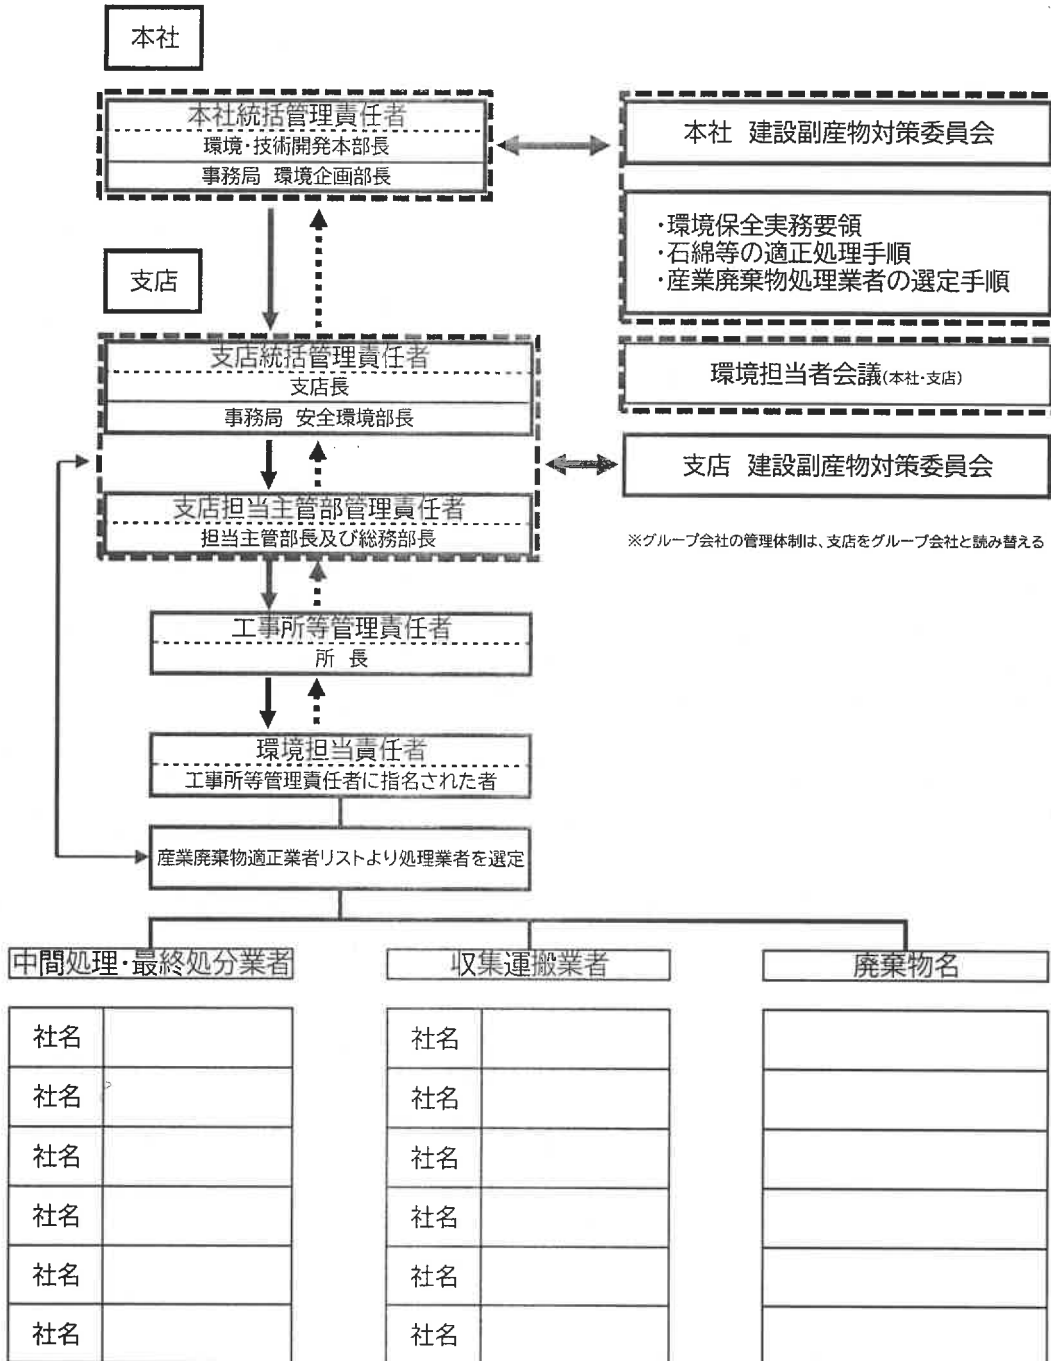 本社
本社統括管理責任者
環境・技術開発本部長
事務局 環境企画部長
本社 建設副産物対策委員会
・環境保全実務要領
・石綿等の適正処理手順
・産業廃棄物処理業者の選定手順
支店
支店統括管理責任者
支店長
事務局 安全環境部長
環境担当者会議(本社・支店)
支店 建設副産物対策委員会
支店担当主管部管理責任者
担当主管部長及び総務部長
※グループ会社の管理体制は、支店をグループ会社と読み替える
工事所等管理責任者
所 長
環境担当責任者
工事所等管理責任者に指名された者
産業廃棄物適正業者リストより処理業者を選定
中間処理・最終処分業者
収集運搬業者
廃棄物名
社名
社名
社名
社名
社名
社名
社名
社名
社名
社名
社名
社名